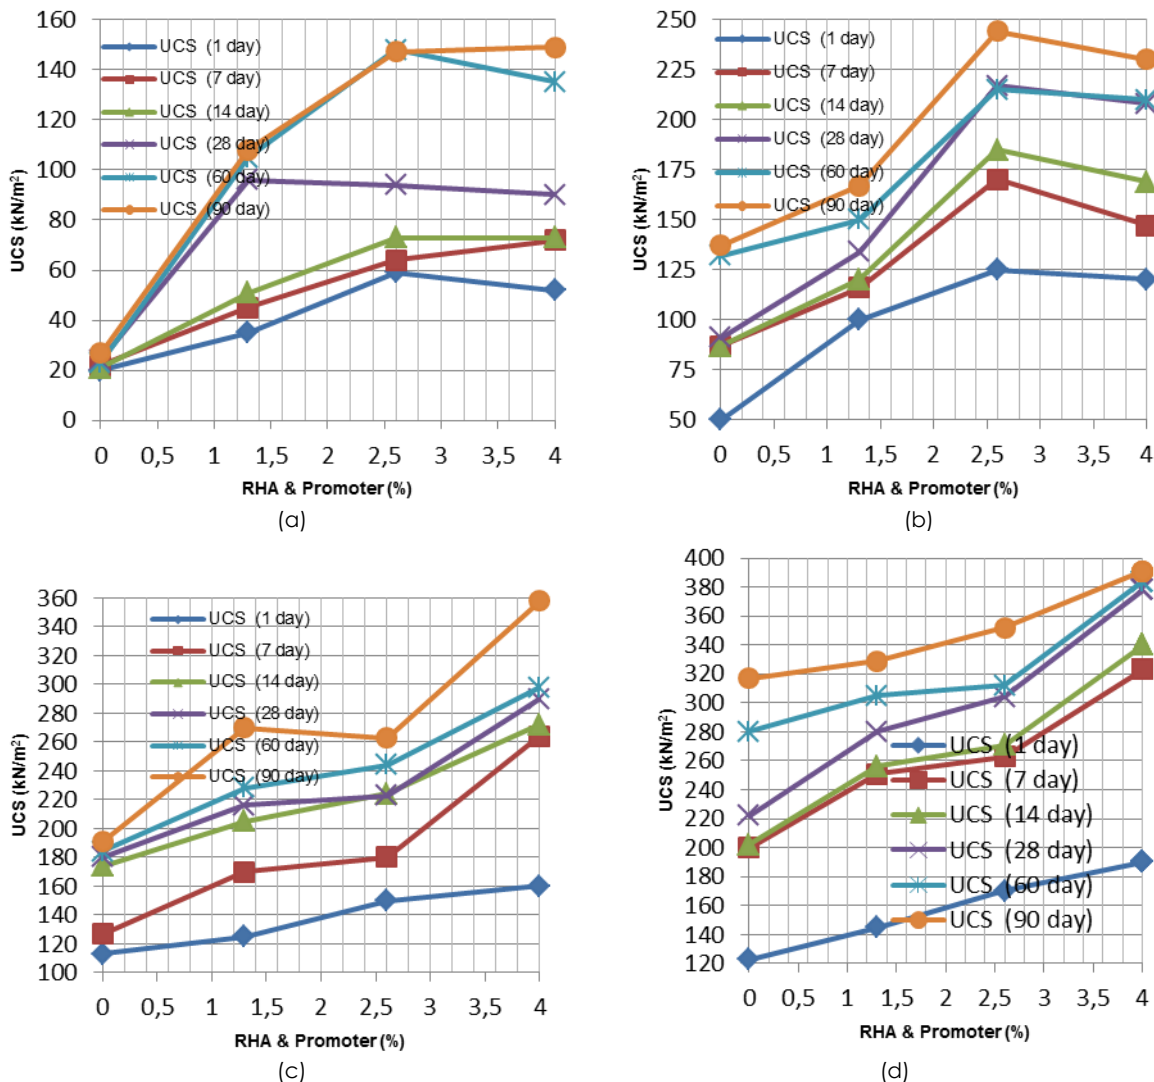 160
140
120
100
80
60
40
20
0
UCS (kN/m²)
UCS (1 day)
UCS (7 day)
UCS (14 day)
UCS (28 day)
UCS (60 day)
UCS (90 day)
0 0,5 1 1,5 2 2,5 3 3,5 4
RHA & Promoter (%)
(a)
250
225
200
175
150
125
100
75
50
UCS (kN/m²)
UCS (1 day)
UCS (7 day)
UCS (14 day)
UCS (28 day)
UCS (60 day)
UCS (90 day)
0 0,5 1 1,5 2 2,5 3 3,5 4
RHA & Promoter (%)
(b)
360
340
320
300
280
260
240
220
200
180
160
140
120
100
UCS (kN/m²)
UCS (1 day)
UCS (7 day)
UCS (14 day)
UCS (28 day)
UCS (60 day)
UCS (90 day)
0 0,5 1 1,5 2 2,5 3 3,5 4
RHA & Promoter (%)
(c)
400
380
360
340
320
300
280
260
240
220
200
180
160
140
120
UCS (kN/m²)
UCS (1 day)
UCS (7 day)
UCS (14 day)
UCS (28 day)
UCS (60 day)
UCS (90 day)
0 0,5 1 1,5 2 2,5 3 3,5 4
RHA & Promoter (%)
(d)